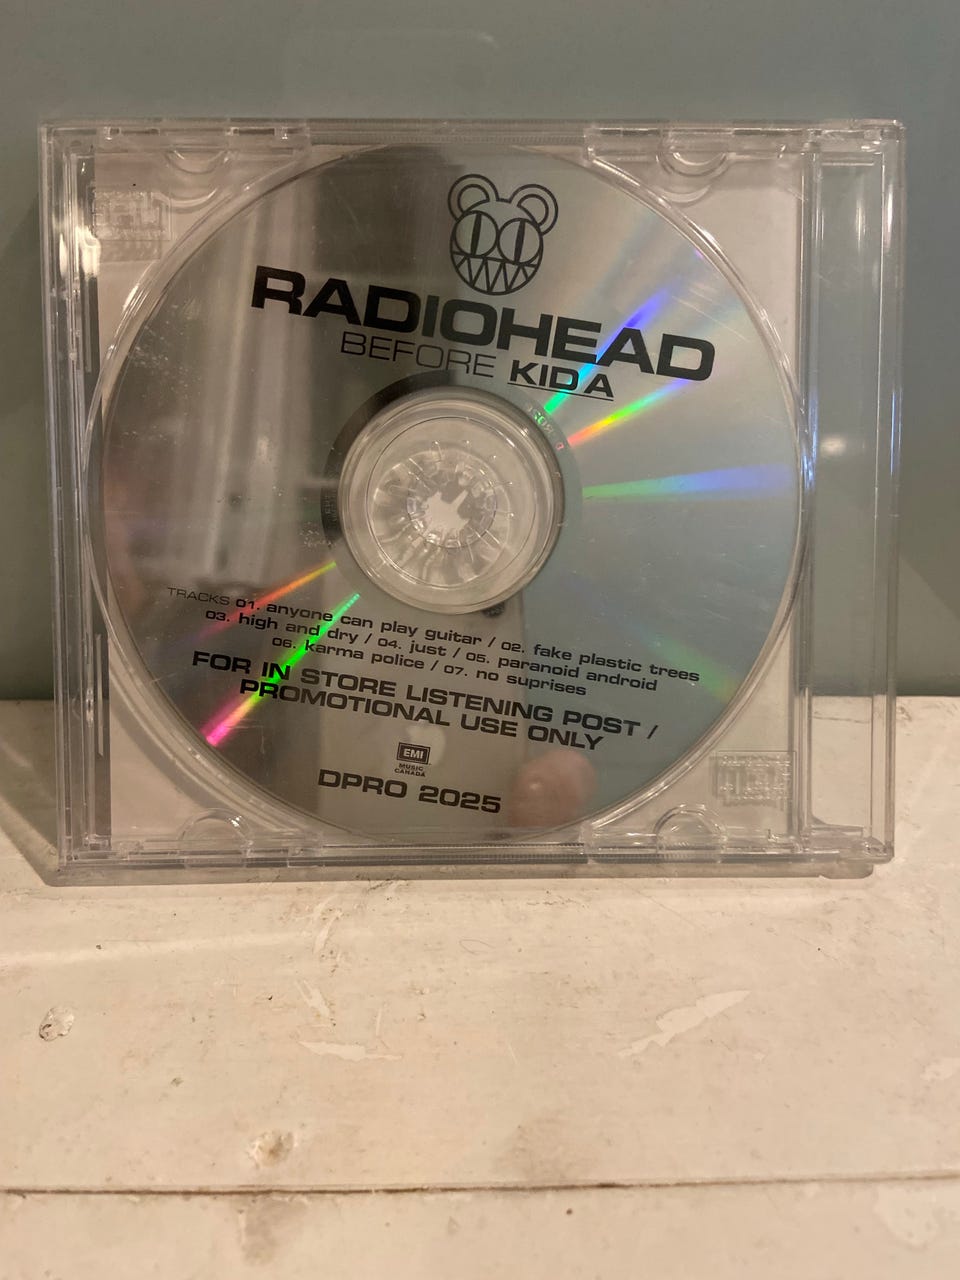 RADIOHEAD
BEFORE KID A
TRACKS 01. anyone can play guitar / 02. fake plastic trees
03. high and dry / 04. just / 05. paranoid android
06. karma police / 07. no suprises
FOR IN STORE LISTENING POST /
PROMOTIONAL USE ONLY
EMI
MUSIC
CANADA
DPRO 2025